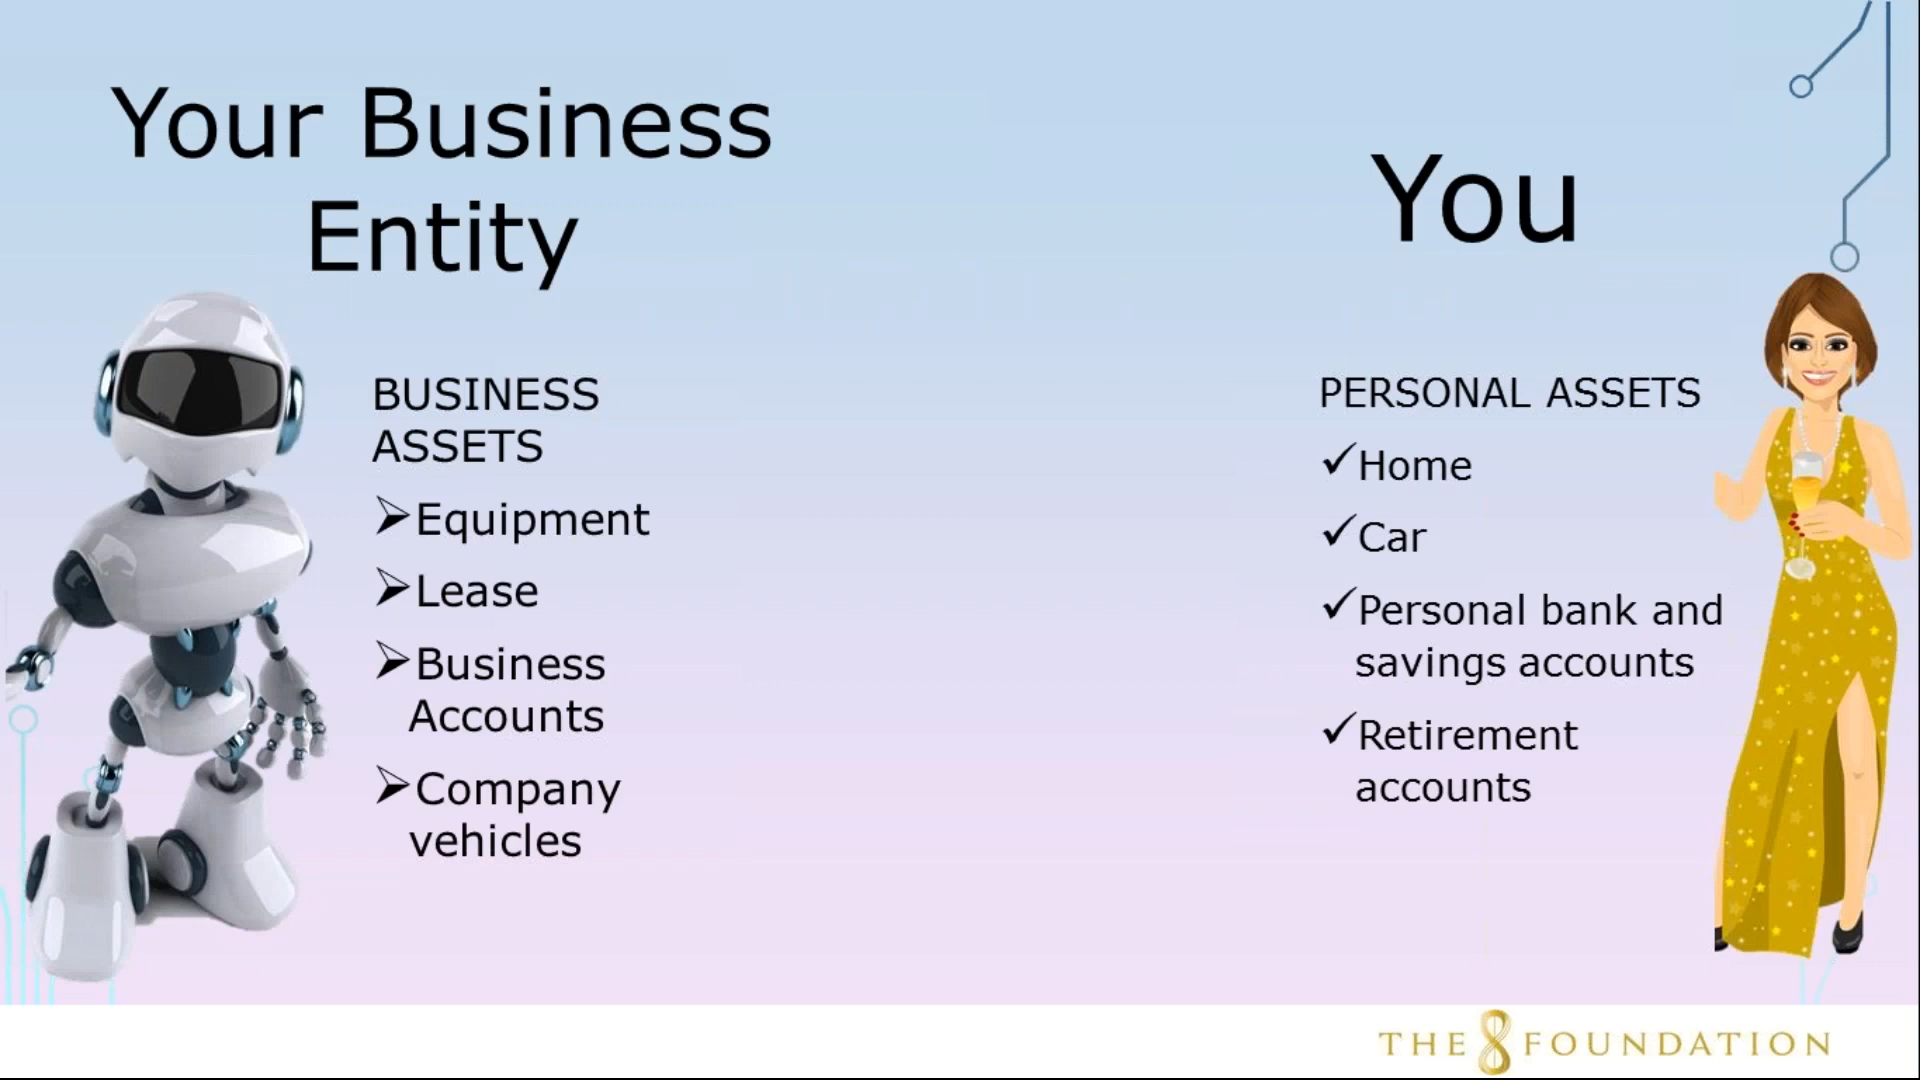 Your Business
Entity
BUSINESS
ASSETS
Equipment
Lease
Business
Accounts
Company
vehicles
You
PERSONAL ASSETS
Home
Car
Personal bank and
savings accounts
Retirement
accounts
THE 8 FOUNDATION